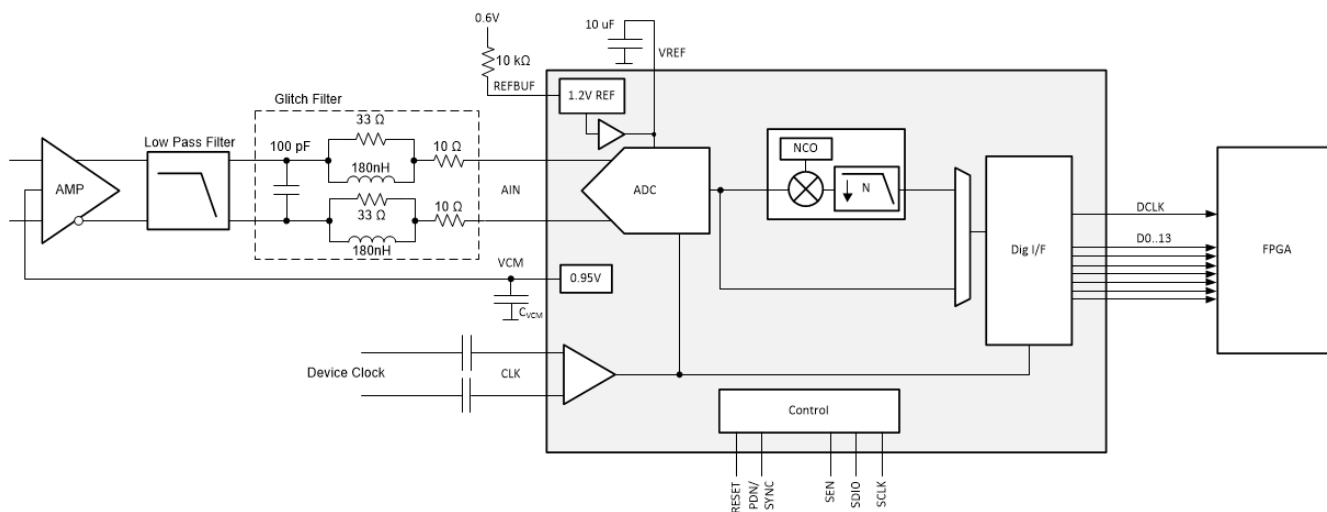 0.6V
10 uF
10 kΩ
VREF
REFBUF
1.2V REF
Glitch Filter
33 Ω
Low Pass Filter
100 pF
10 Ω
180nH
AMP
AIN
ADC
NCO
N
33 Ω
10 Ω
180nH
Dig I/F
DCLK
D0..13
FPGA
VCM
0.95V
CVCM
Device Clock
CLK
Control
RESET
PDN/
SYNC
SEN
SDIO
SCLK